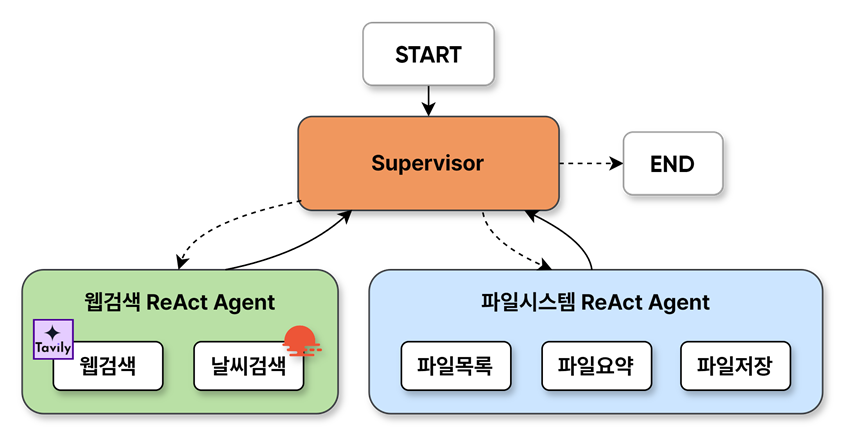 START
Supervisor
END
웹검색 ReAct Agent
Tavily
웹검색
날씨검색
파일시스템 ReAct Agent
파일목록
파일요약
파일저장